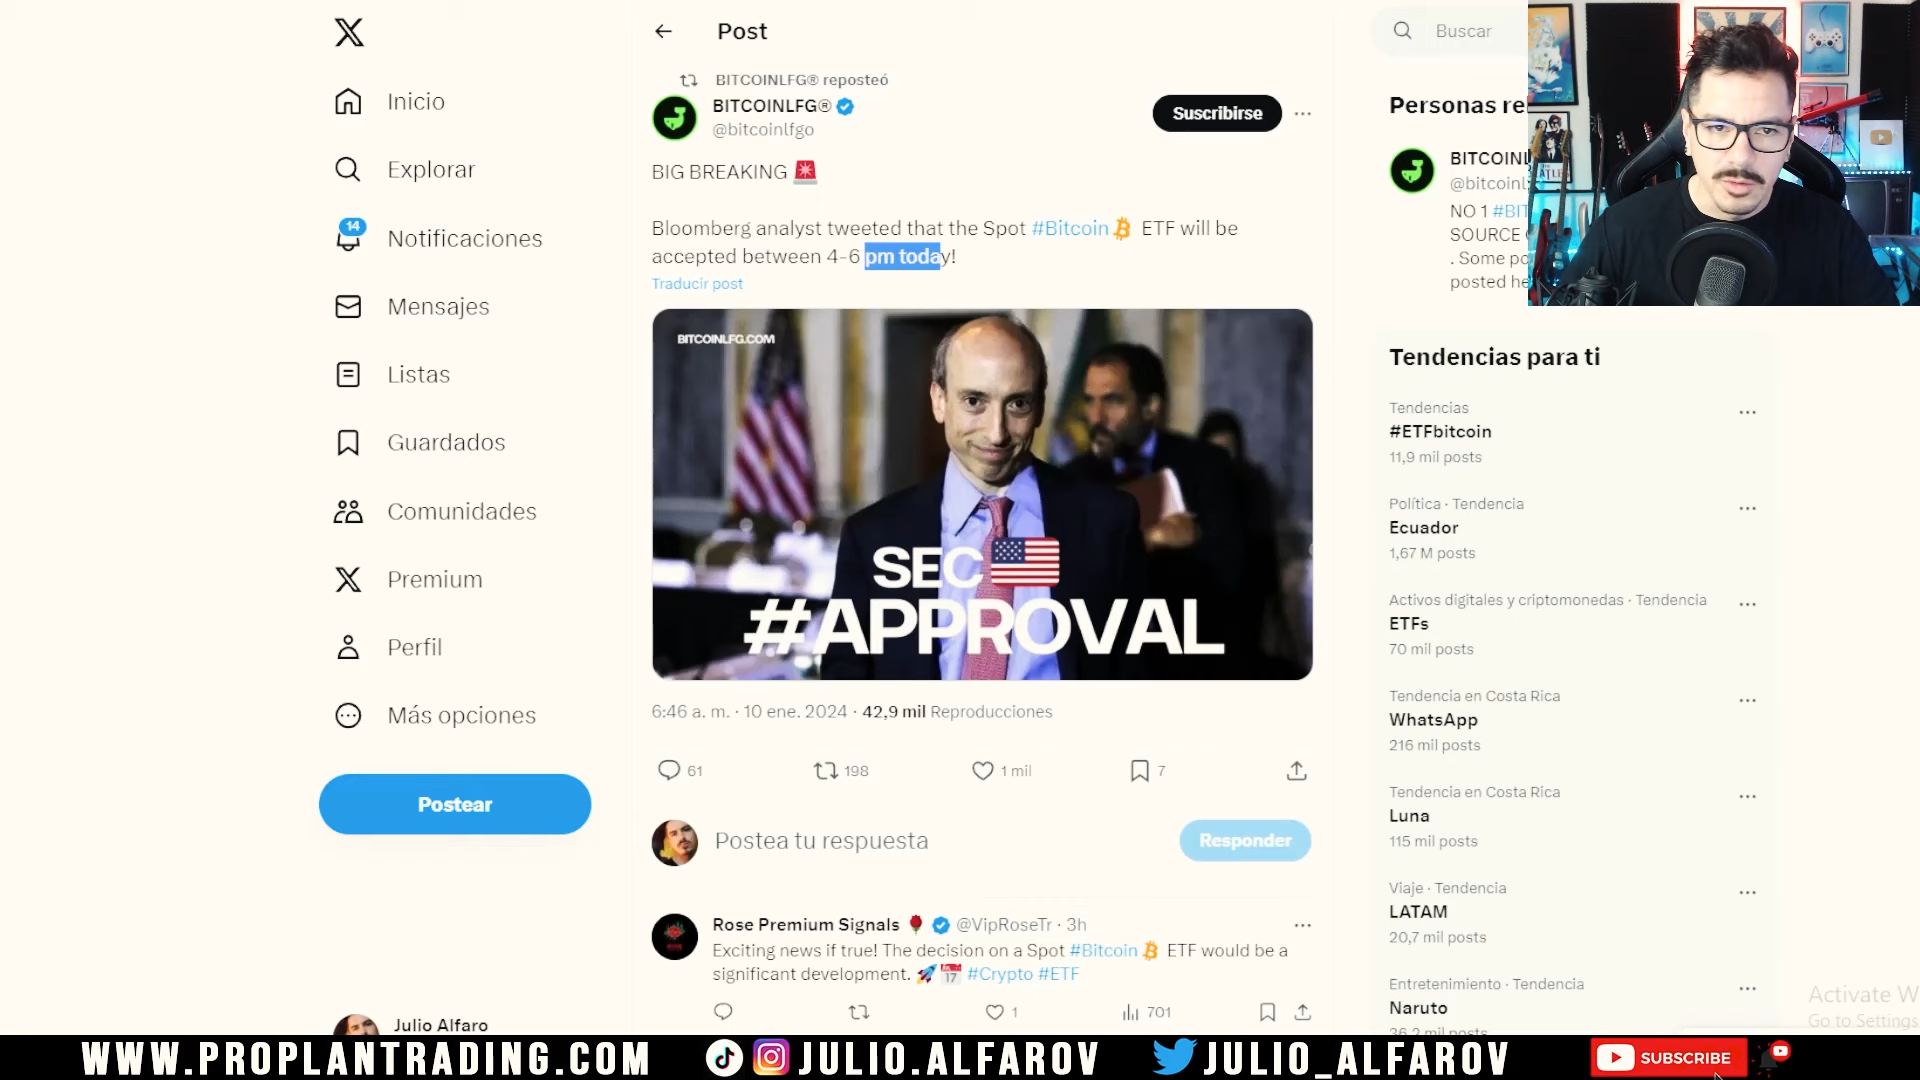 Inicio
Explorar
14
Notificaciones
Mensajes
Listas
Guardados
Comunidades
Premium
Perfil
Más opciones
Postear
Julio Alfaro
Post
BITCOINLFG® reposteó
BITCOINLFG®
@bitcoinlfgo
Suscribirse
BIG BREAKING
Bloomberg analyst tweeted that the Spot #Bitcoin ETF will be
accepted between 4-6 pm today!
Traducir post
BITCOINLFG.COM
SEC
#APPROVAL
6:46 a. m. · 10 ene. 2024 · 42,9 mil Reproducciones
61 198 1 mil 7
Postea tu respuesta
Responder
Rose Premium Signals @VipRoseTr · 3h
Exciting news if true! The decision on a Spot #Bitcoin ETF would be a
significant development. #Crypto #ETF
1 701
Buscar
Personas re
BITCOINL
@bitcoinl
NO 1 #BIT
SOURCE
. Some po
posted he
Tendencias para ti
Tendencias
#ETFbitcoin
11,9 mil posts
Política · Tendencia
Ecuador
1,67 M posts
Activos digitales y criptomonedas · Tendencia
ETFs
70 mil posts
Tendencia en Costa Rica
WhatsApp
216 mil posts
Tendencia en Costa Rica
Luna
115 mil posts
Viaje · Tendencia
LATAM
20,7 mil posts
Entretenimiento · Tendencia
Naruto
36,2 mil posts
Activate W
Go to Settings
WWW.PROPLANTRADING.COM
JULIO.ALFAROV
JULIO_ALFAROV
SUBSCRIBE